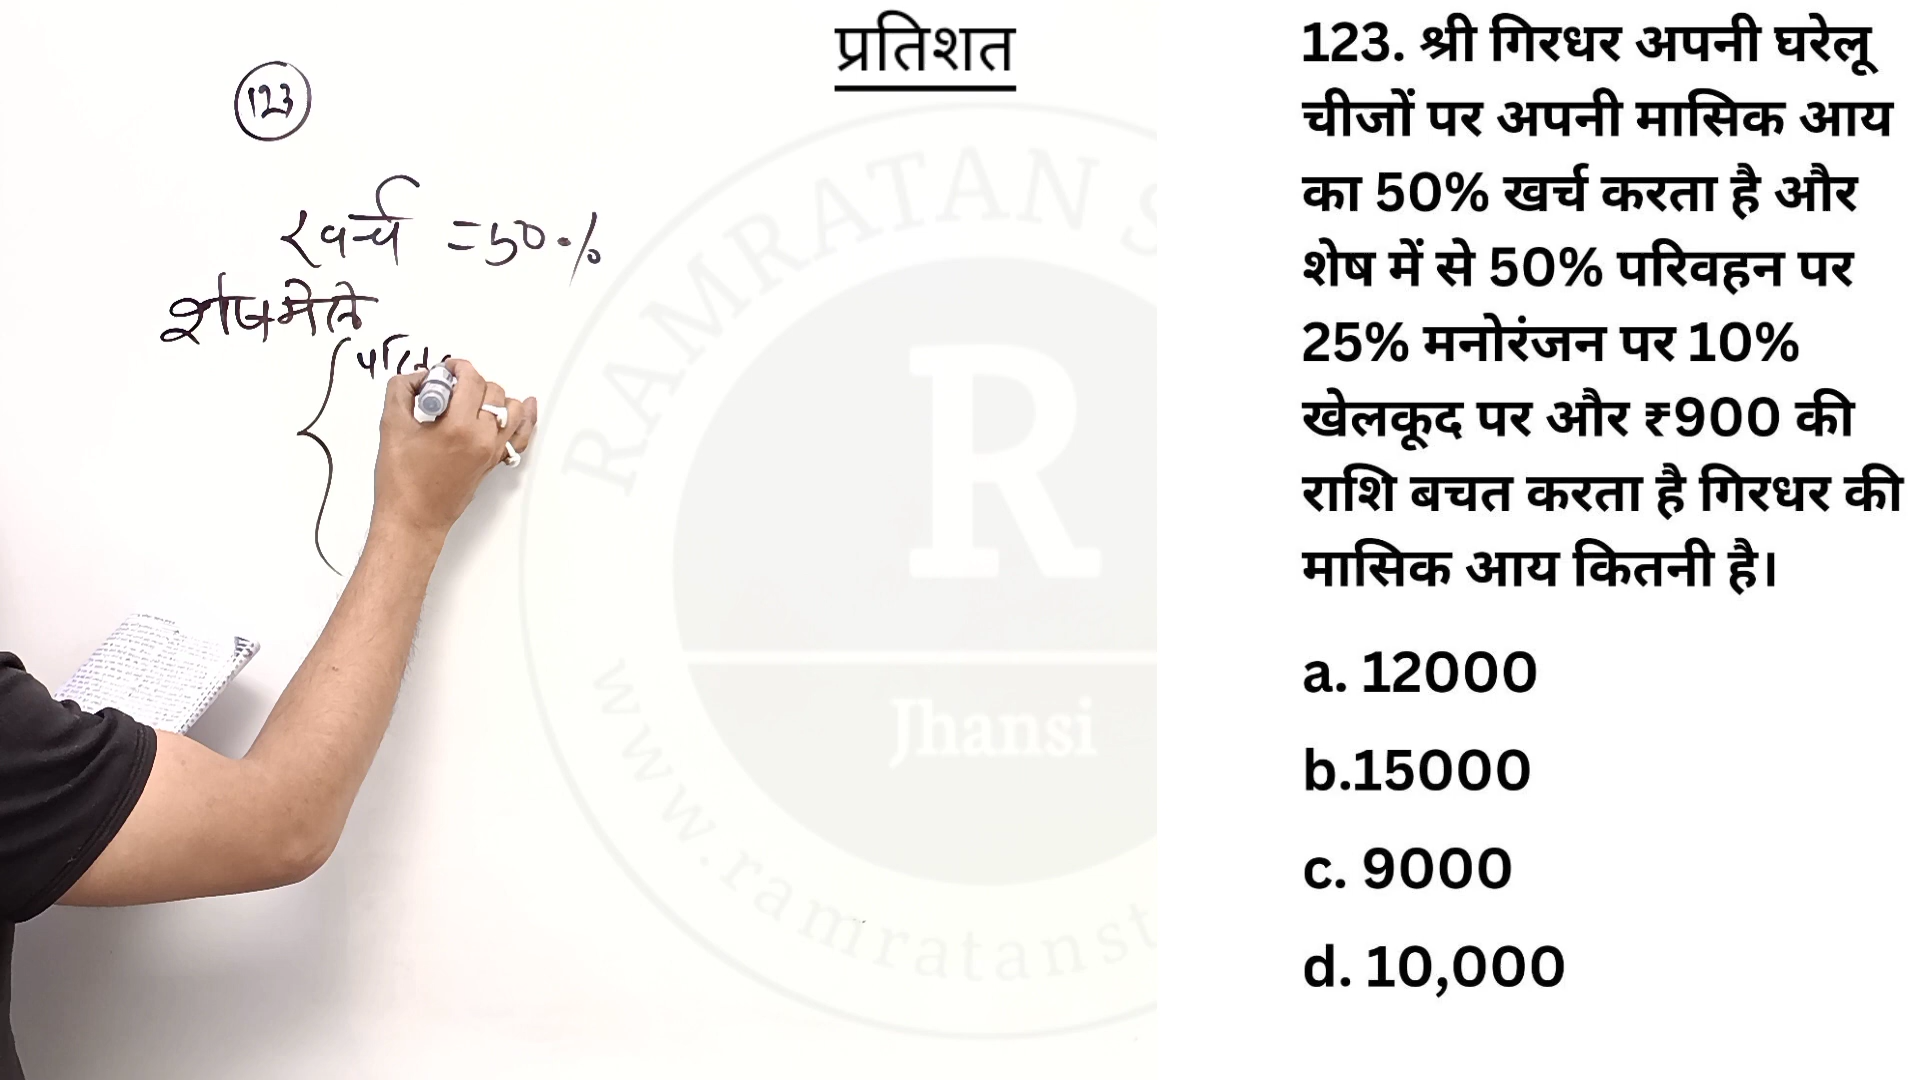 प्रतिशत
123
खर्च = 50%
शेष में से
123. श्री गिरधर अपनी घरेलू
चीजों पर अपनी मासिक आय
का 50% खर्च करता है और
शेष में से 50% परिवहन पर
25% मनोरंजन पर 10%
खेलकूद पर और ₹900 की
राशि बचत करता है गिरधर की
मासिक आय कितनी है।
a. 12000
b.15000
c. 9000
d. 10,000
RAMRATAN S
R
Jhansi
www.ramratanst